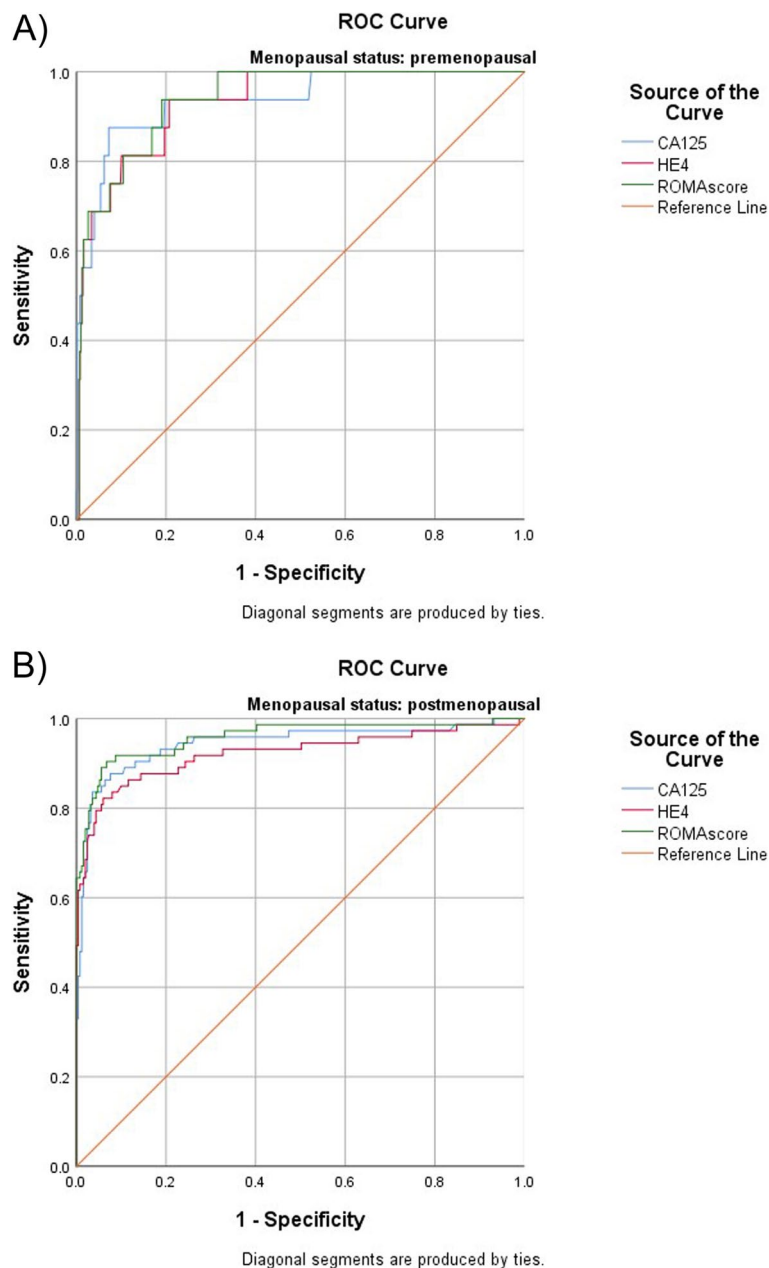 A)
ROC Curve
Menopausal status: premenopausal
Source of the
Curve
CA125
HE4
ROMAscore
Reference Line
Sensitivity
1.0
0.8
0.6
0.4
0.2
0.0
0.0 0.2 0.4 0.6 0.8 1.0
1 - Specificity
Diagonal segments are produced by ties.
B)
ROC Curve
Menopausal status: postmenopausal
Source of the
Curve
CA125
HE4
ROMAscore
Reference Line
Sensitivity
1.0
0.8
0.6
0.4
0.2
0.0
0.0 0.2 0.4 0.6 0.8 1.0
1 - Specificity
Diagonal segments are produced by ties.